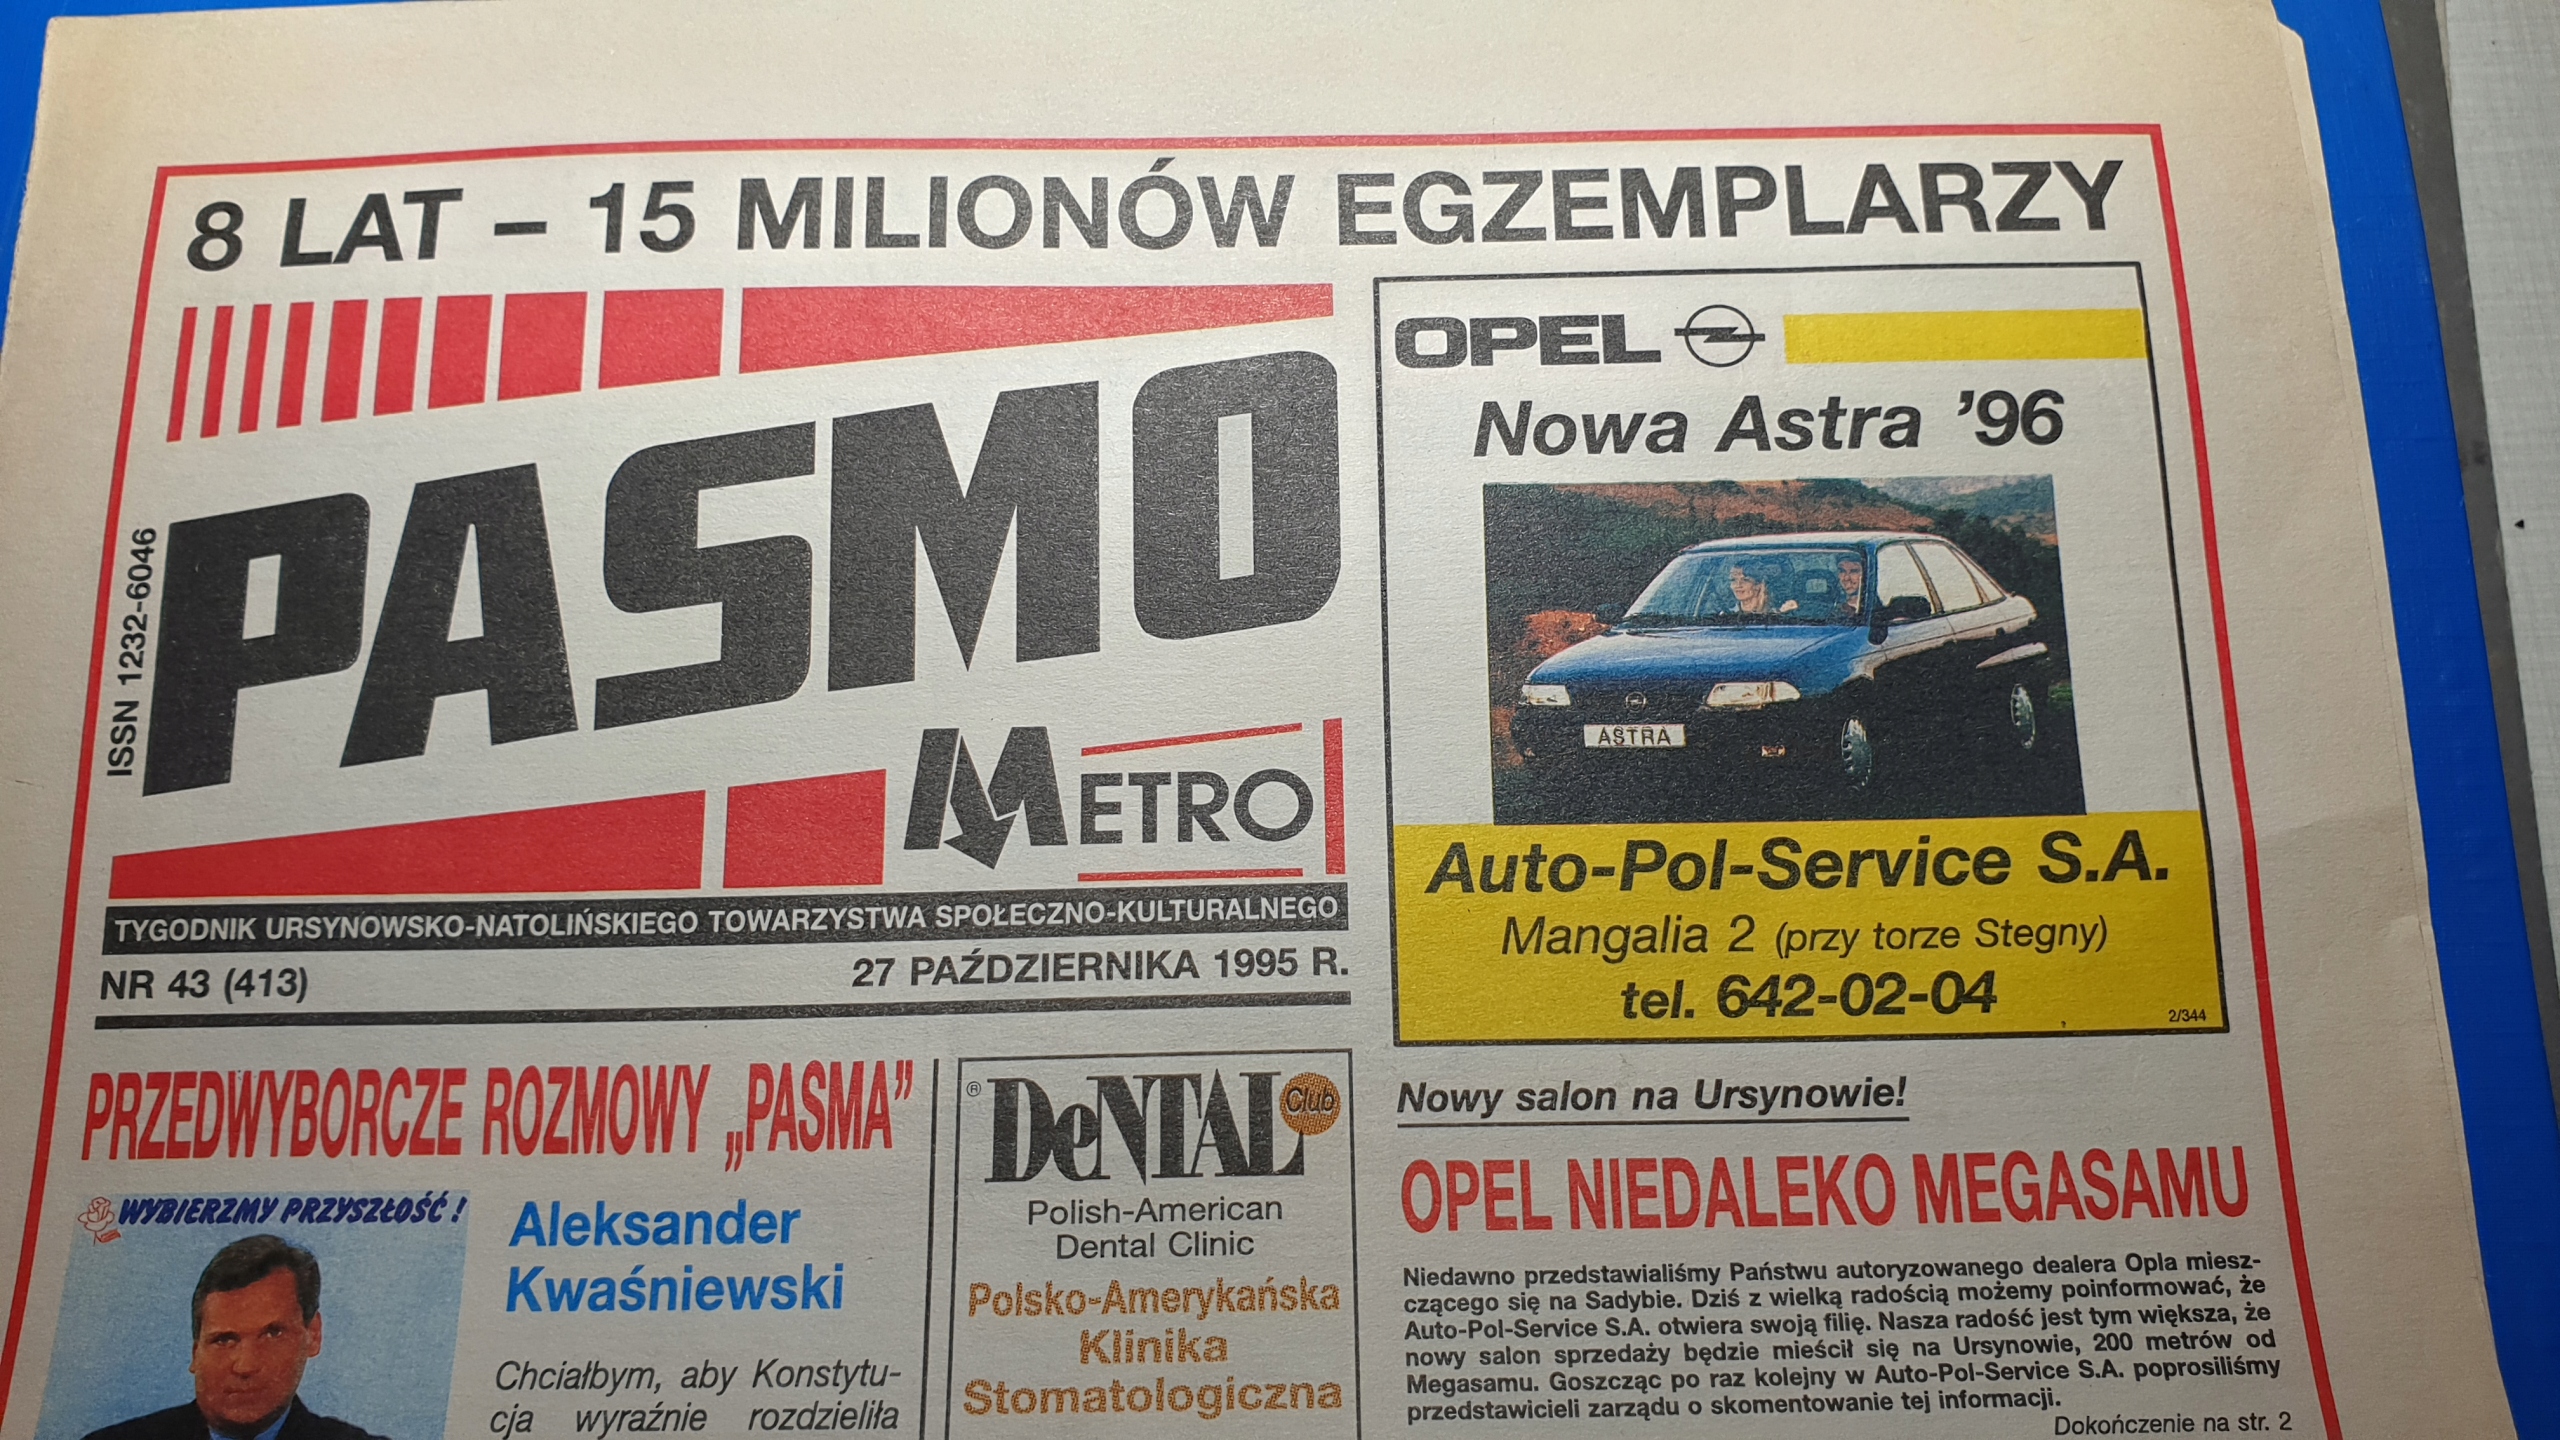 8 LAT – 15 MILIONÓW EGZEMPLARZY
ISSN 1232-6046
PASMO
METRO
TYGODNIK URSYNOWSKO-NATOLIŃSKIEGO TOWARZYSTWA SPOŁECZNO-KULTURALNEGO
NR 43 (413)
27 PAŹDZIERNIKA 1995 R.
OPEL
Nowa Astra '96
ASTRA
Auto-Pol-Service S.A.
Mangalia 2 (przy torze Stegny)
tel. 642-02-04
2/344
PRZEDWYBORCZE ROZMOWY „PASMA”
WYBIERZMY PRZYSZŁOŚĆ !
Aleksander
Kwaśniewski
Chciałbym, aby Konstytu-
cja wyraźnie rozdzieliła
® DeNTAL Club
Polish-American
Dental Clinic
Polsko-Amerykańska
Klinika
Stomatologiczna
Nowy salon na Ursynowie!
OPEL NIEDALEKO MEGASAMU
Niedawno przedstawialiśmy Państwu autoryzowanego dealera Opla miesz-
czącego się na Sadybie. Dziś z wielką radością możemy poinformować, że
Auto-Pol-Service S.A. otwiera swoją filię. Nasza radość jest tym większa, że
nowy salon sprzedaży będzie mieścił się na Ursynowie, 200 metrów od
Megasamu. Goszcząc po raz kolejny w Auto-Pol-Service S.A. poprosiliśmy
przedstawicieli zarządu o skomentowanie tej informacji.
Dokończenie na str. 2